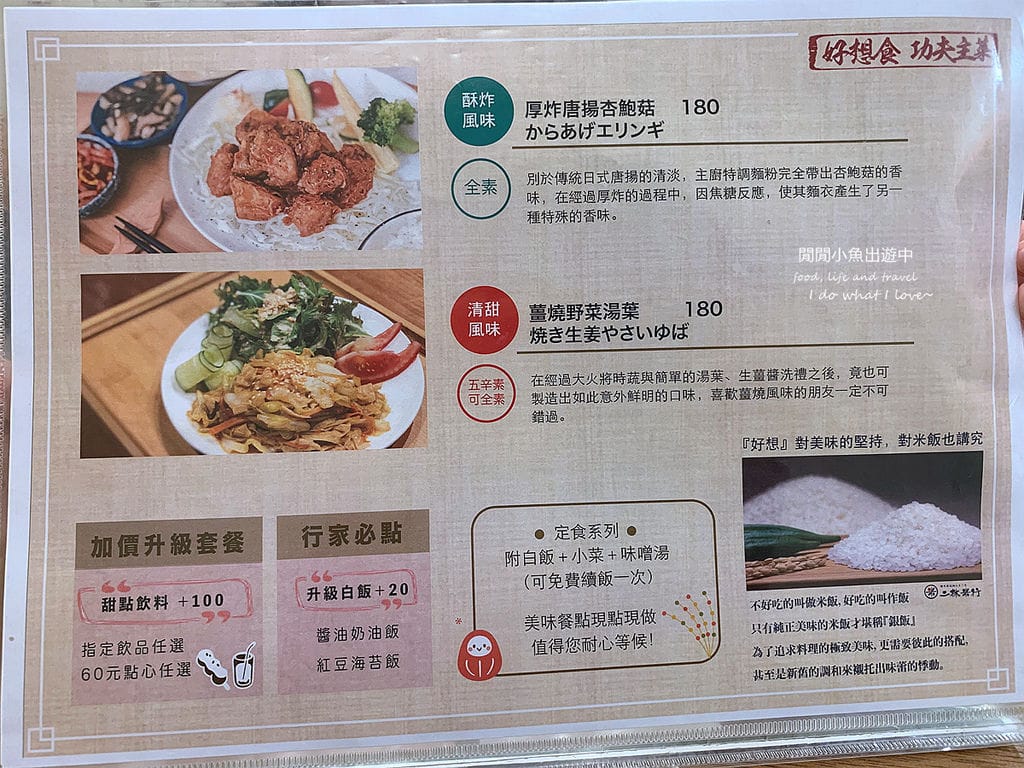 好想食 功夫主菜
酥炸
風味
厚炸唐揚杏鮑菇 180
からあげエリンギ
全素
別於傳統日式唐揚的清淡，主廚特調麵粉完全帶出杏鮑菇的香
味，在經過厚炸的過程中，因焦糖反應，使其麵衣產生了另一
種特殊的香味。
閒閒小魚出遊中
food, life and travel
I do what I love~
清甜
風味
薑燒野菜湯葉 180
焼き生姜やさいゆば
五辛素
可全素
在經過大火將時蔬與簡單的湯葉、生薑醬洗禮之後，竟也可
製造出如此意外鮮明的口味，喜歡薑燒風味的朋友一定不可
錯過。
『好想』對美味的堅持，對米飯也講究
加價升級套餐
甜點飲料 +100
指定飲品任選
60元點心任選
行家必點
升級白飯+20
醬油奶油飯
紅豆海苔飯
● 定食系列 ●
附白飯＋小菜＋味噌湯
（可免費續飯一次）
美味餐點現點現做
值得您耐心等候！
不好吃的叫做米飯，好吃的叫作飯
只有純正美味的米飯才堪稱『銀飯』
為了追求料理的極致美味，更需要彼此的搭配，
甚至是新舊的調和來襯托出味蕾的悸動。